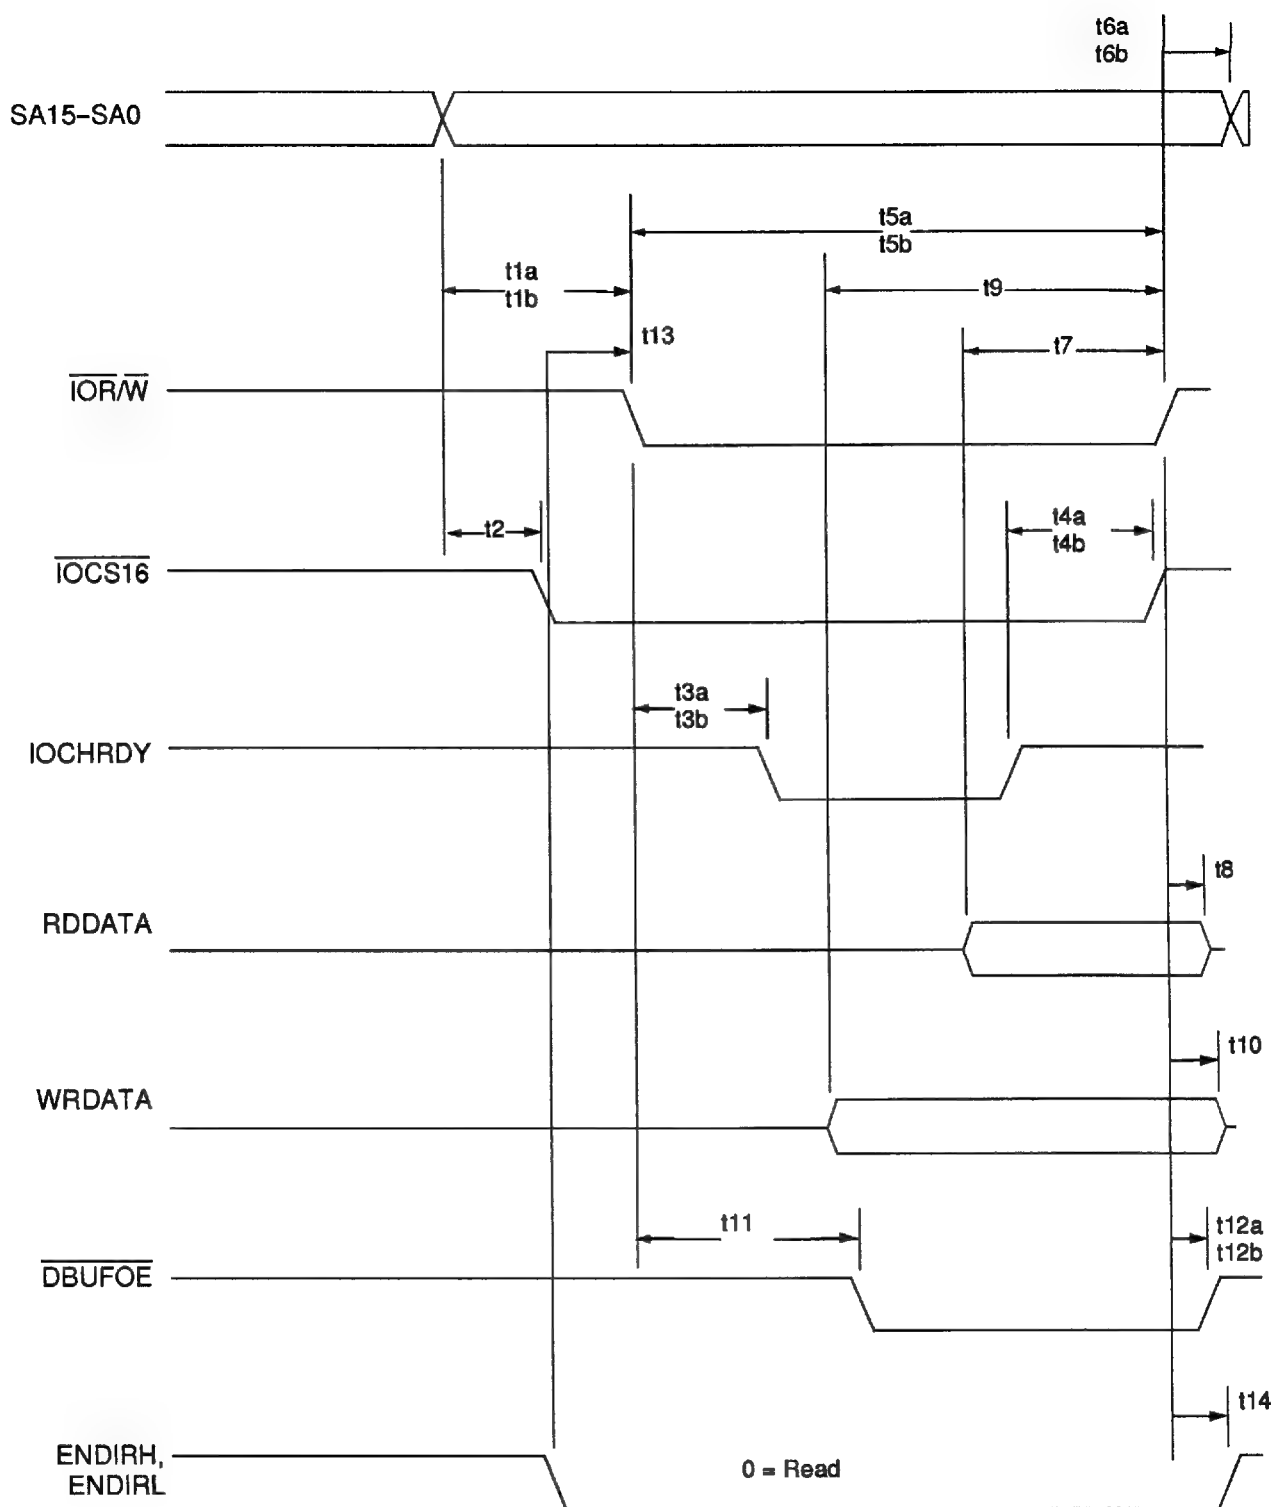 t6a
t6b
SA15–SA0
t5a
t5b
t1a
t1b
t9
t13
t7
IOR/W
t2
t4a
t4b
IOCS16
t3a
t3b
IOCHRDY
t8
RDDATA
t10
WRDATA
t11
t12a
t12b
DBUFOE
t14
ENDIRH,
ENDIRL
0 = Read